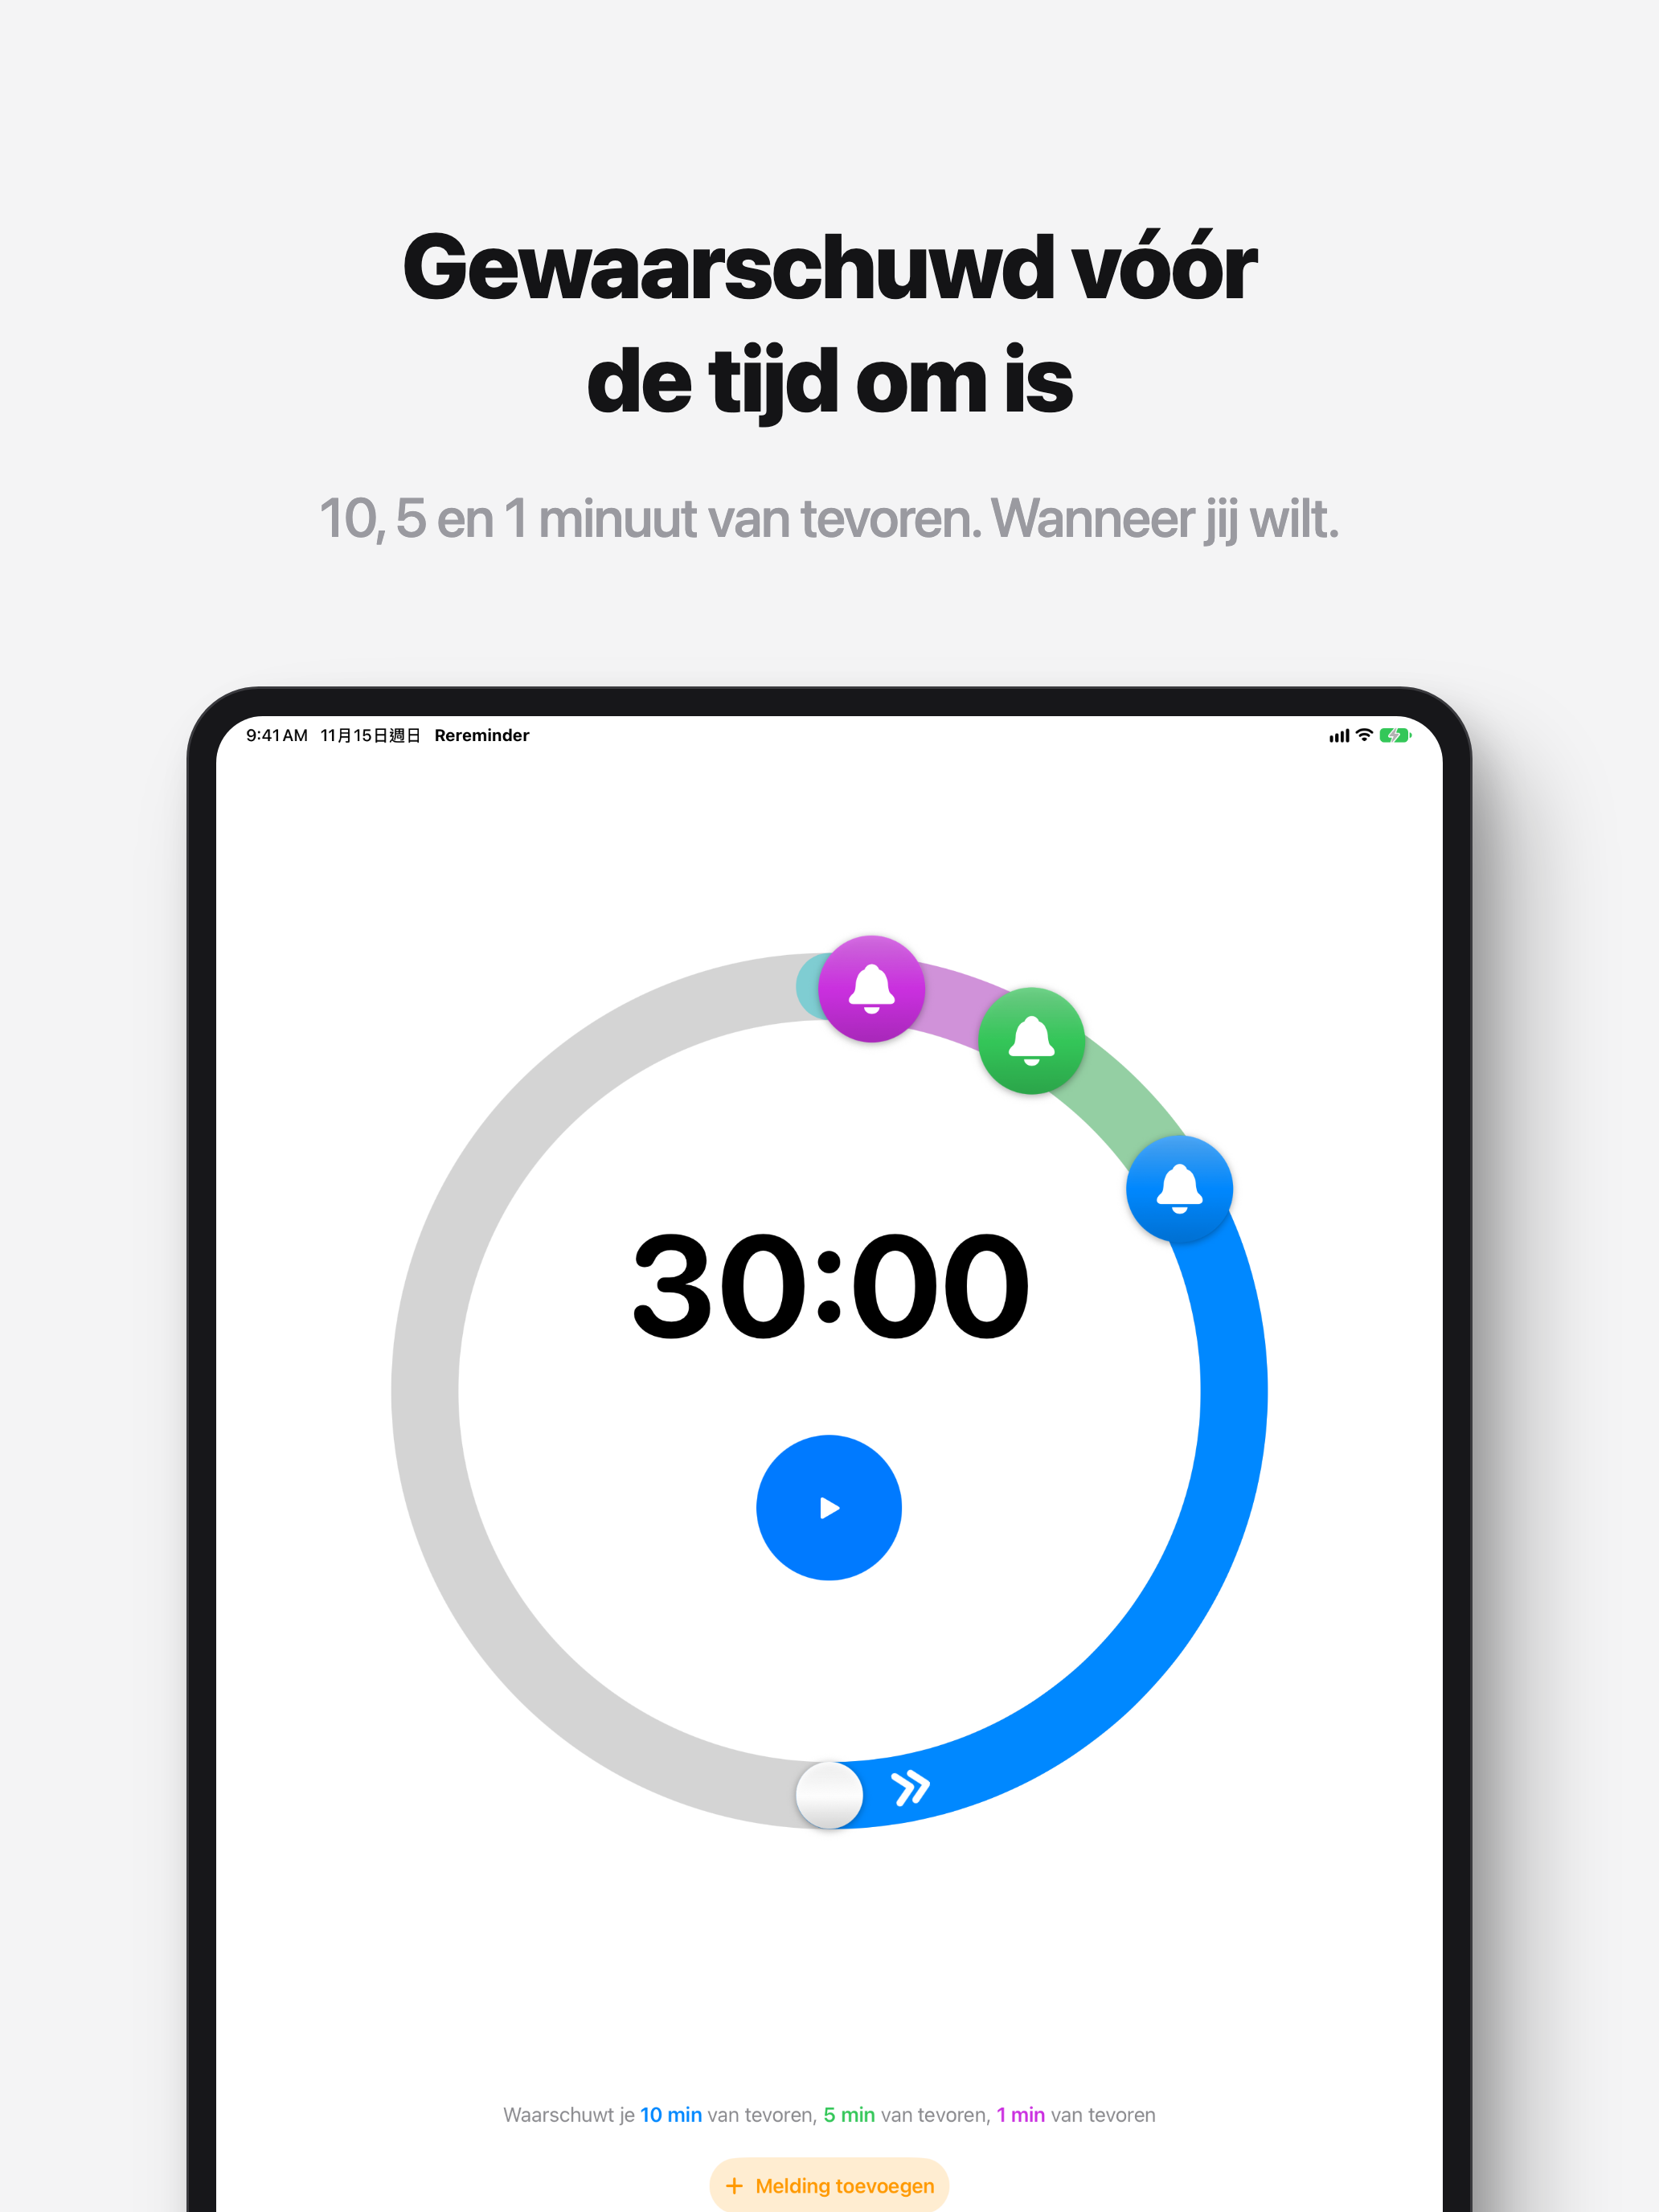 Gewaarschuwd vóór
de tijd om is
10, 5 en 1 minuut van tevoren. Wanneer jij wilt.
9:41 AM 11月15日週日 Rereminder
30:00
Waarschuwt je 10 min van tevoren, 5 min van tevoren, 1 min van tevoren
+ Melding toevoegen